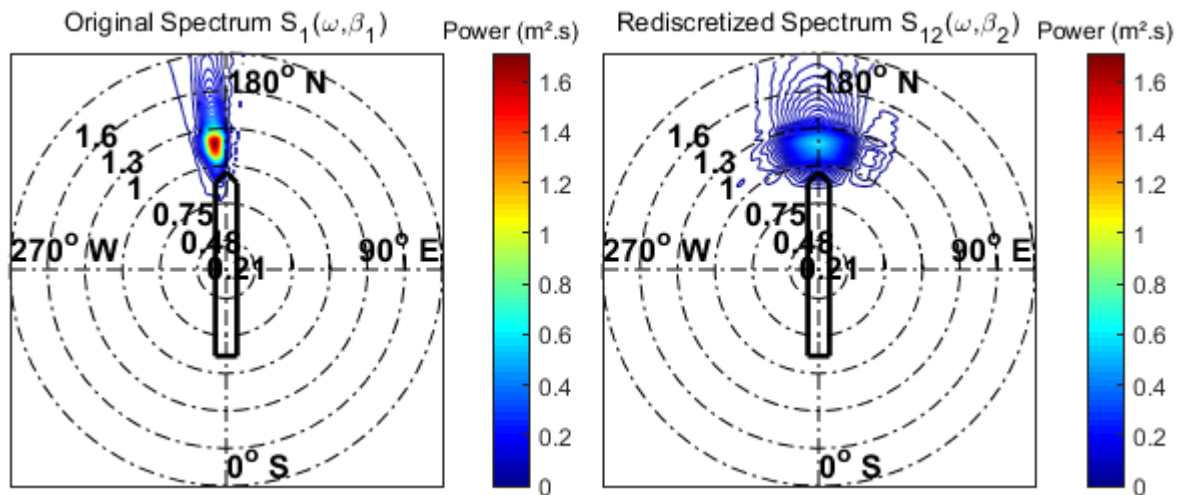 Original Spectrum S₁(ω,β₁)
Power (m².s)
180° N
1.6
1.3
1
0.75
0.48
0.21
270° W
90° E
0° S
1.6
1.4
1.2
1
0.8
0.6
0.4
0.2
0
Rediscretized Spectrum S₁₂(ω,β₂)
Power (m².s)
180° N
1.6
1.3
1
0.75
0.48
0.21
270° W
90° E
0° S
1.6
1.4
1.2
1
0.8
0.6
0.4
0.2
0